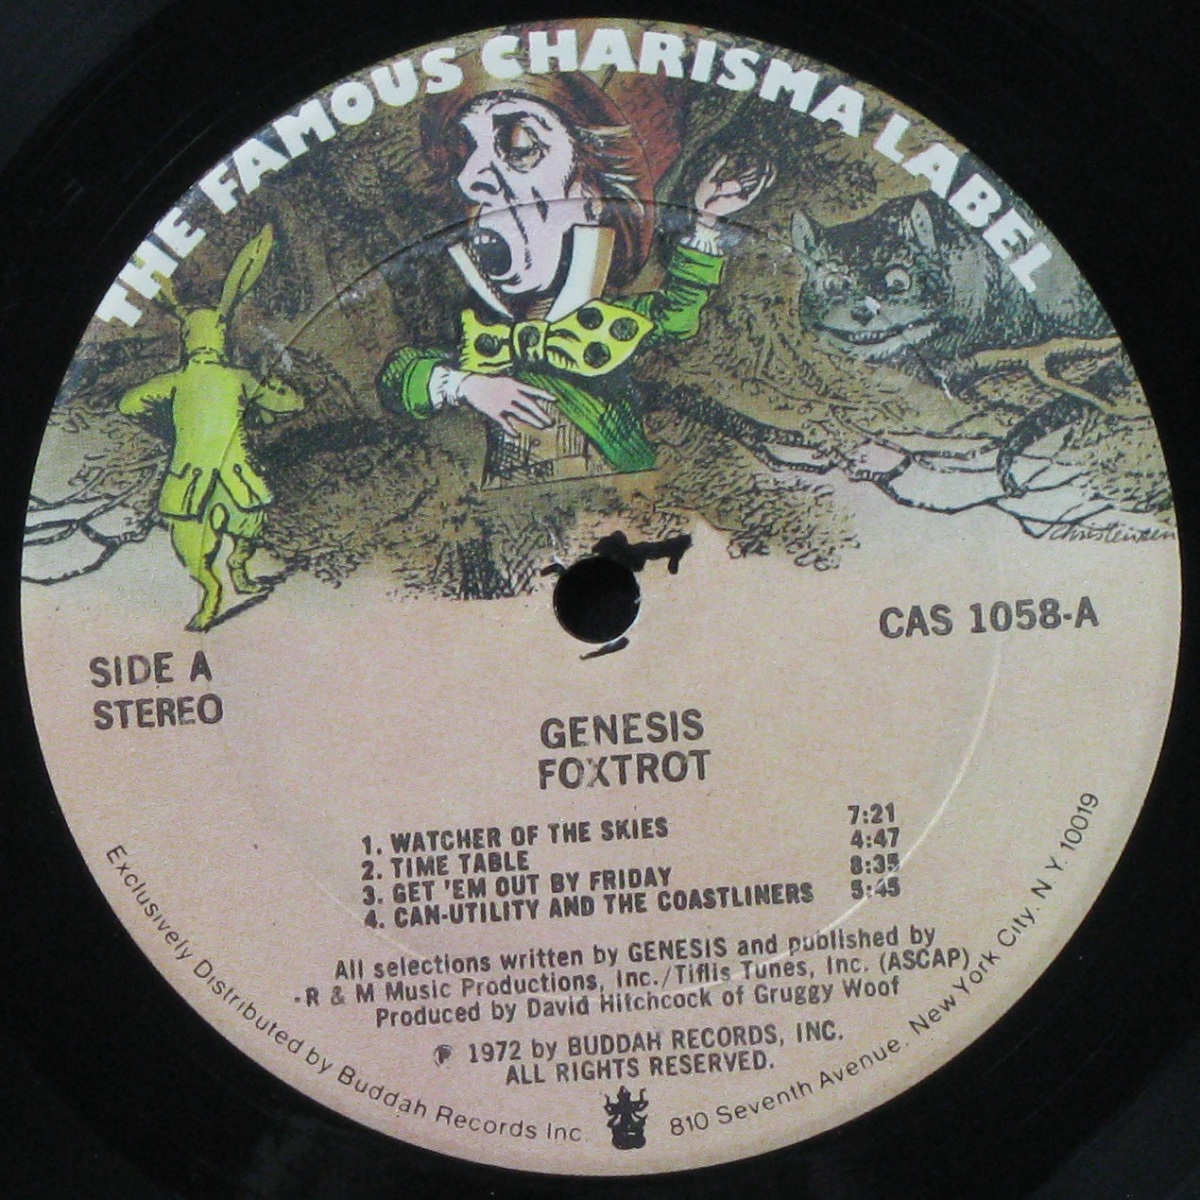 THE FAMOUS CHARISMA LABEL
Christensen
CAS 1058-A
SIDE A
STEREO
GENESIS
FOXTROT
1. WATCHER OF THE SKIES 7:21
2. TIME TABLE 4:47
3. GET 'EM OUT BY FRIDAY 8:35
4. CAN-UTILITY AND THE COASTLINERS 5:45
All selections written by GENESIS and published by
R & M Music Productions, Inc./Tiflis Tunes, Inc. (ASCAP)
Produced by David Hitchcock of Gruggy Woof
℗ 1972 by BUDDAH RECORDS, INC.
ALL RIGHTS RESERVED.
Exclusively Distributed by Buddah Records Inc. 810 Seventh Avenue, New York City, N.Y. 10019